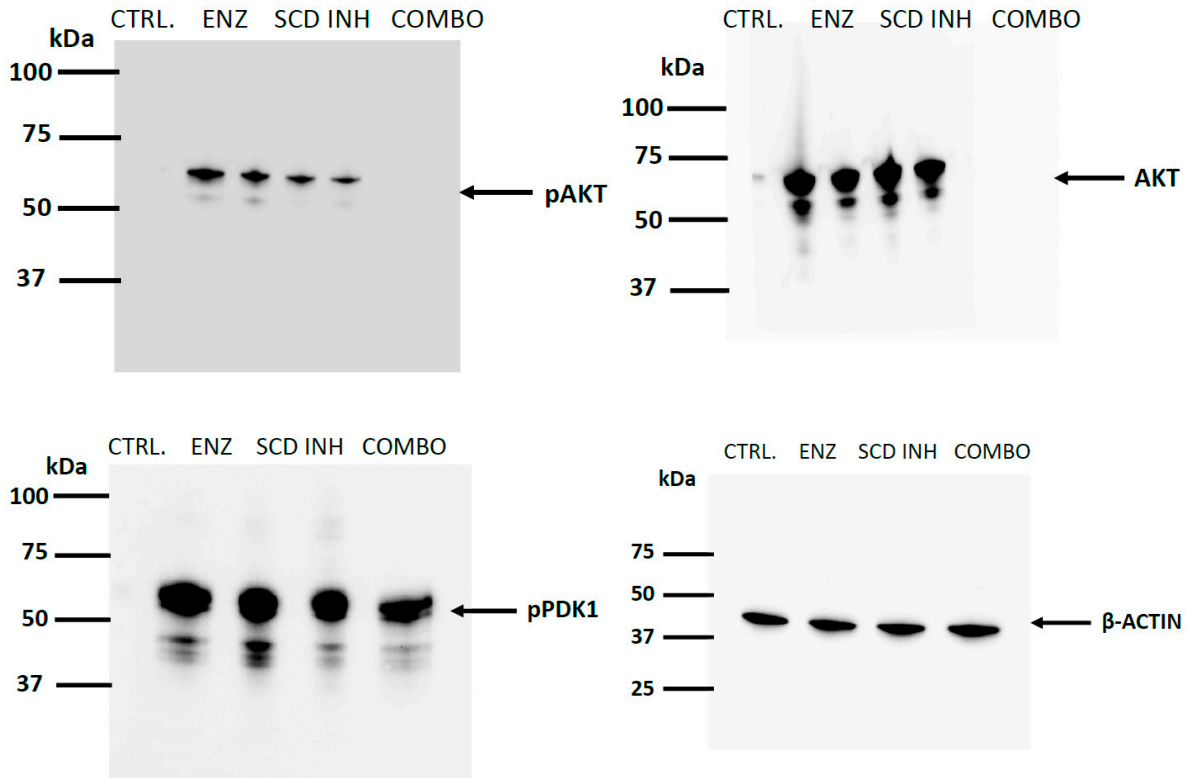 CTRL. ENZ SCD INH COMBO
kDa
100
75
50
37
pAKT
CTRL. ENZ SCD INH COMBO
kDa
100
75
50
37
AKT
CTRL. ENZ SCD INH COMBO
kDa
100
75
50
37
pPDK1
CTRL. ENZ SCD INH COMBO
kDa
75
50
37
25
β-ACTIN